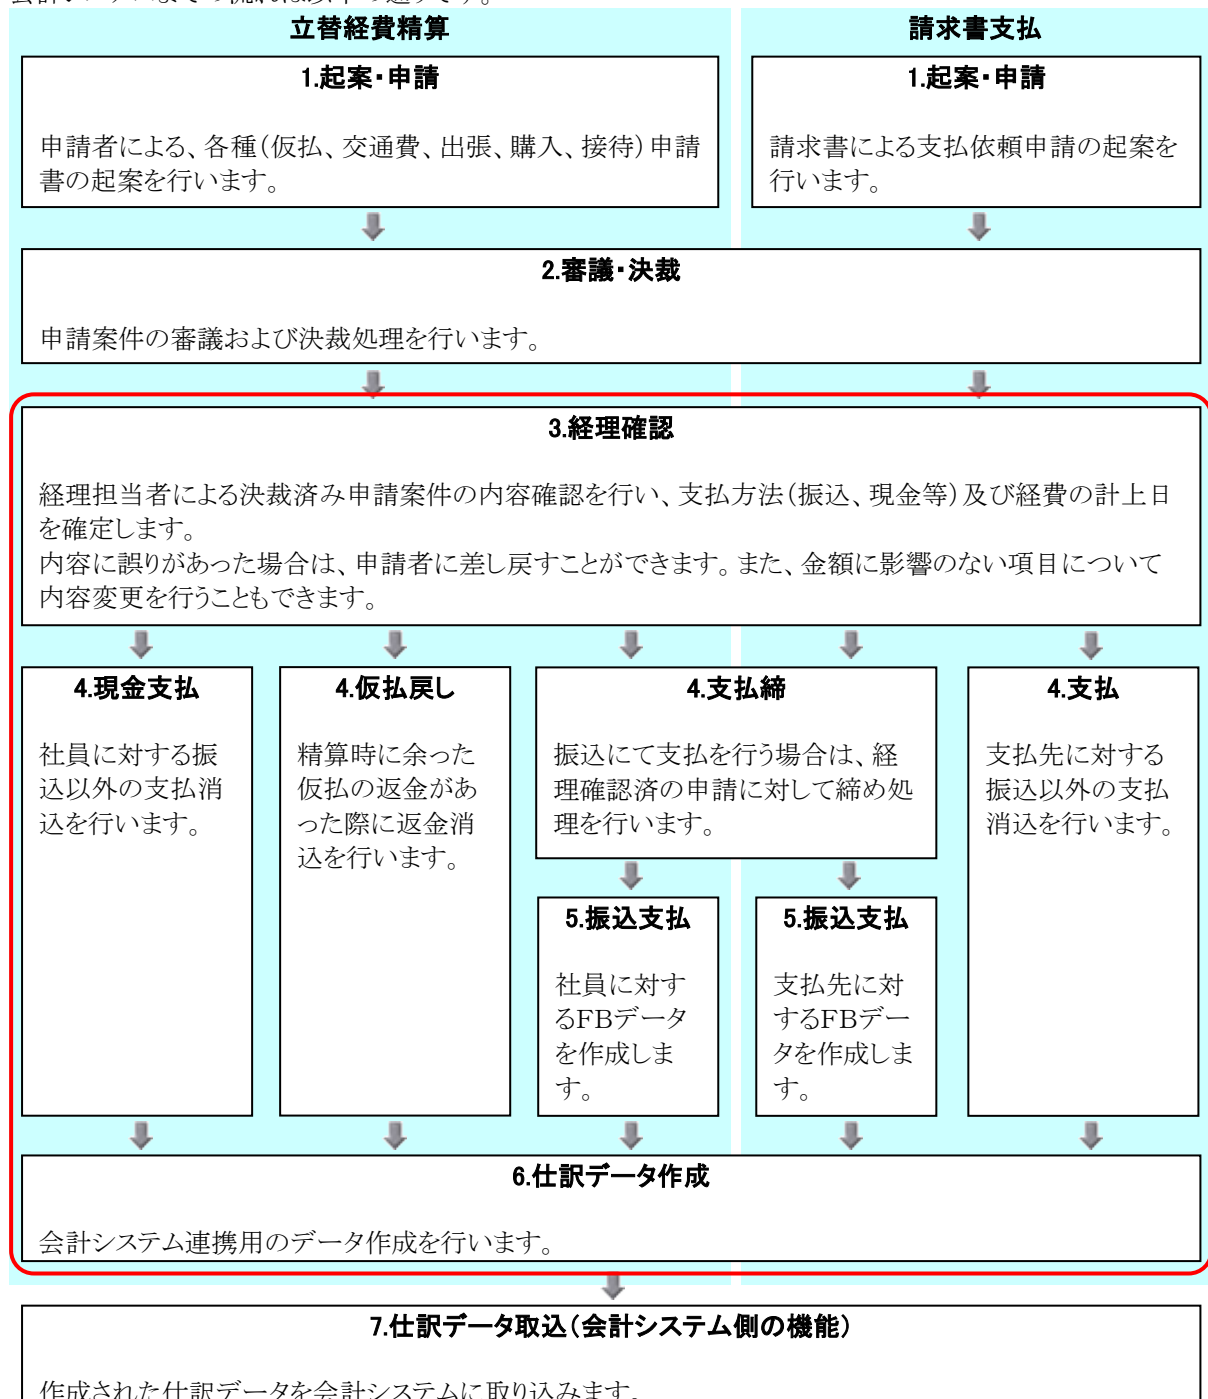 会計システムまでの流れは以下の通りです。
立替経費精算
請求書支払
1.起案・申請
申請者による、各種(仮払、交通費、出張、購入、接待)申請
書の起案を行います。
1.起案・申請
請求書による支払依頼申請の起案を
行います。
2.審議・決裁
申請案件の審議および決裁処理を行います。
3.経理確認
経理担当者による決裁済み申請案件の内容確認を行い、支払方法(振込、現金等)及び経費の計上日
を確定します。
内容に誤りがあった場合は、申請者に差し戻すことができます。また、金額に影響のない項目について
内容変更を行うこともできます。
4.現金支払
社員に対する振
込以外の支払消
込を行います。
4.仮払戻し
精算時に余った
仮払の返金があ
った際に返金消
込を行います。
4.支払締
振込にて支払を行う場合は、経
理確認済の申請に対して締め処
理を行います。
4.支払
支払先に対する
振込以外の支払
消込を行います。
5.振込支払
社員に対す
るFBデータ
を作成しま
す。
5.振込支払
支払先に対
するFBデー
タを作成しま
す。
6.仕訳データ作成
会計システム連携用のデータ作成を行います。
7.仕訳データ取込(会計システム側の機能)
作成された仕訳データを会計システムに取り込みます。